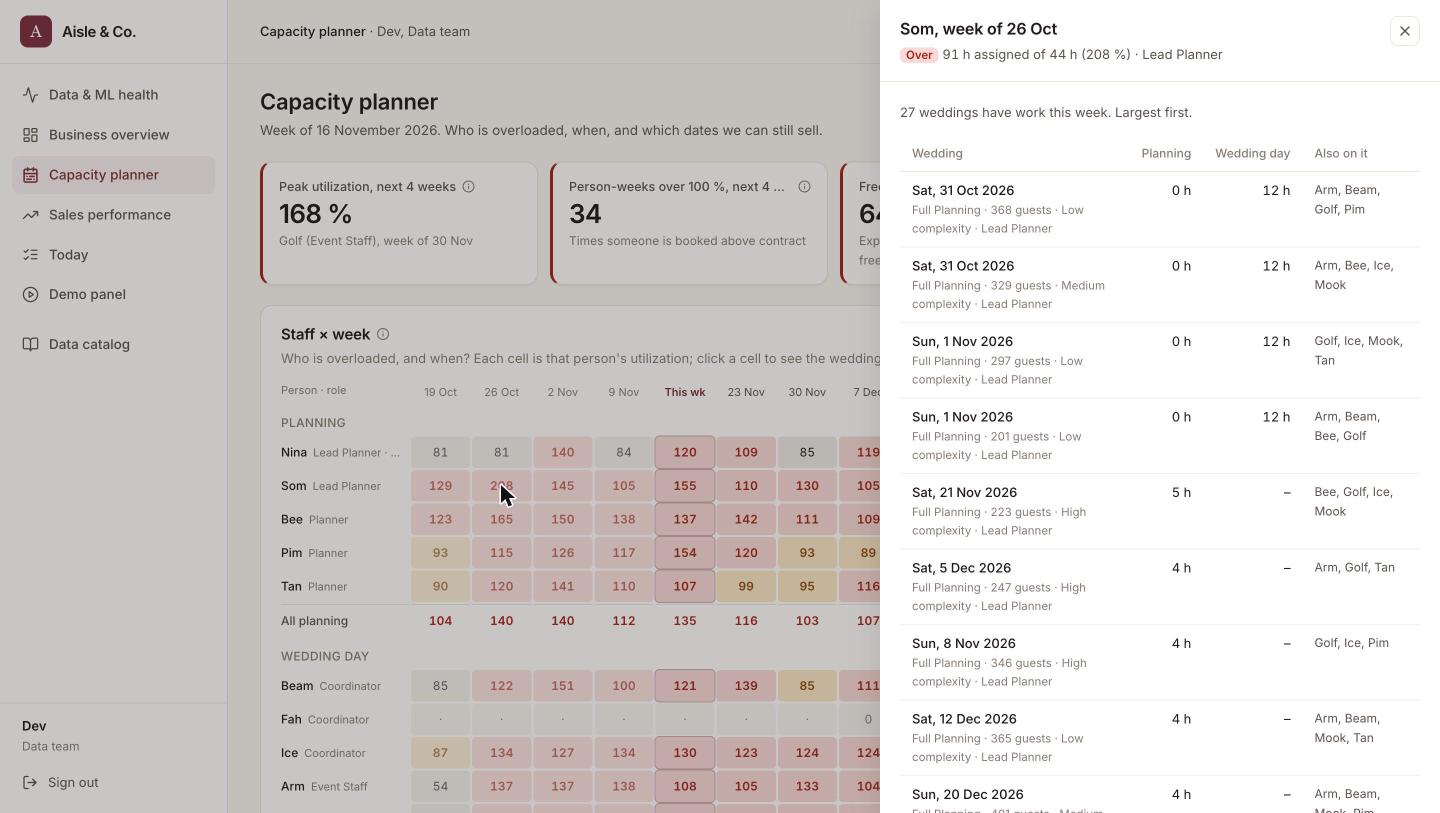 A
Aisle & Co.
Data & ML health
Business overview
Capacity planner
Sales performance
Today
Demo panel
Data catalog
Dev
Data team
Sign out
Capacity planner · Dev, Data team
Capacity planner
Week of 16 November 2026. Who is overloaded, when, and which dates we can still sell.
Peak utilization, next 4 weeks
168 %
Golf (Event Staff), week of 30 Nov
Person-weeks over 100 %, next 4 ...
34
Times someone is booked above contract
Staff × week
Who is overloaded, and when? Each cell is that person's utilization; click a cell to see the wedding
Person · role 19 Oct 26 Oct 2 Nov 9 Nov This wk 23 Nov 30 Nov 7 Dec
PLANNING
Nina Lead Planner · ... 81 81 140 84 120 109 85 119
Som Lead Planner 129 145 105 155 110 130 105
Bee Planner 123 165 150 138 137 142 111 109
Pim Planner 93 115 126 117 154 120 93 89
Tan Planner 90 120 141 110 107 99 95 116
All planning 104 140 140 112 135 116 103 107
WEDDING DAY
Beam Coordinator 85 122 151 100 121 139 85 111
Fah Coordinator · · · · · · · 0
Ice Coordinator 87 134 127 134 130 123 124 124
Arm Event Staff 54 137 137 138 108 105 133 104
Som, week of 26 Oct
Over 91 h assigned of 44 h (208 %) · Lead Planner
27 weddings have work this week. Largest first.
Wedding Planning Wedding day Also on it
Sat, 31 Oct 2026 0 h 12 h Arm, Beam,
Golf, Pim
Full Planning · 368 guests · Low
complexity · Lead Planner
Sat, 31 Oct 2026 0 h 12 h Arm, Bee, Ice,
Mook
Full Planning · 329 guests · Medium
complexity · Lead Planner
Sun, 1 Nov 2026 0 h 12 h Golf, Ice, Mook,
Tan
Full Planning · 297 guests · Low
complexity · Lead Planner
Sun, 1 Nov 2026 0 h 12 h Arm, Beam,
Bee, Golf
Full Planning · 201 guests · Low
complexity · Lead Planner
Sat, 21 Nov 2026 5 h – Bee, Golf, Ice,
Mook
Full Planning · 223 guests · High
complexity · Lead Planner
Sat, 5 Dec 2026 4 h – Arm, Golf, Tan
Full Planning · 247 guests · High
complexity · Lead Planner
Sun, 8 Nov 2026 4 h – Golf, Ice, Pim
Full Planning · 346 guests · High
complexity · Lead Planner
Sat, 12 Dec 2026 4 h – Arm, Beam,
Mook, Tan
Full Planning · 365 guests · Low
complexity · Lead Planner
Sun, 20 Dec 2026 4 h – Arm, Beam,